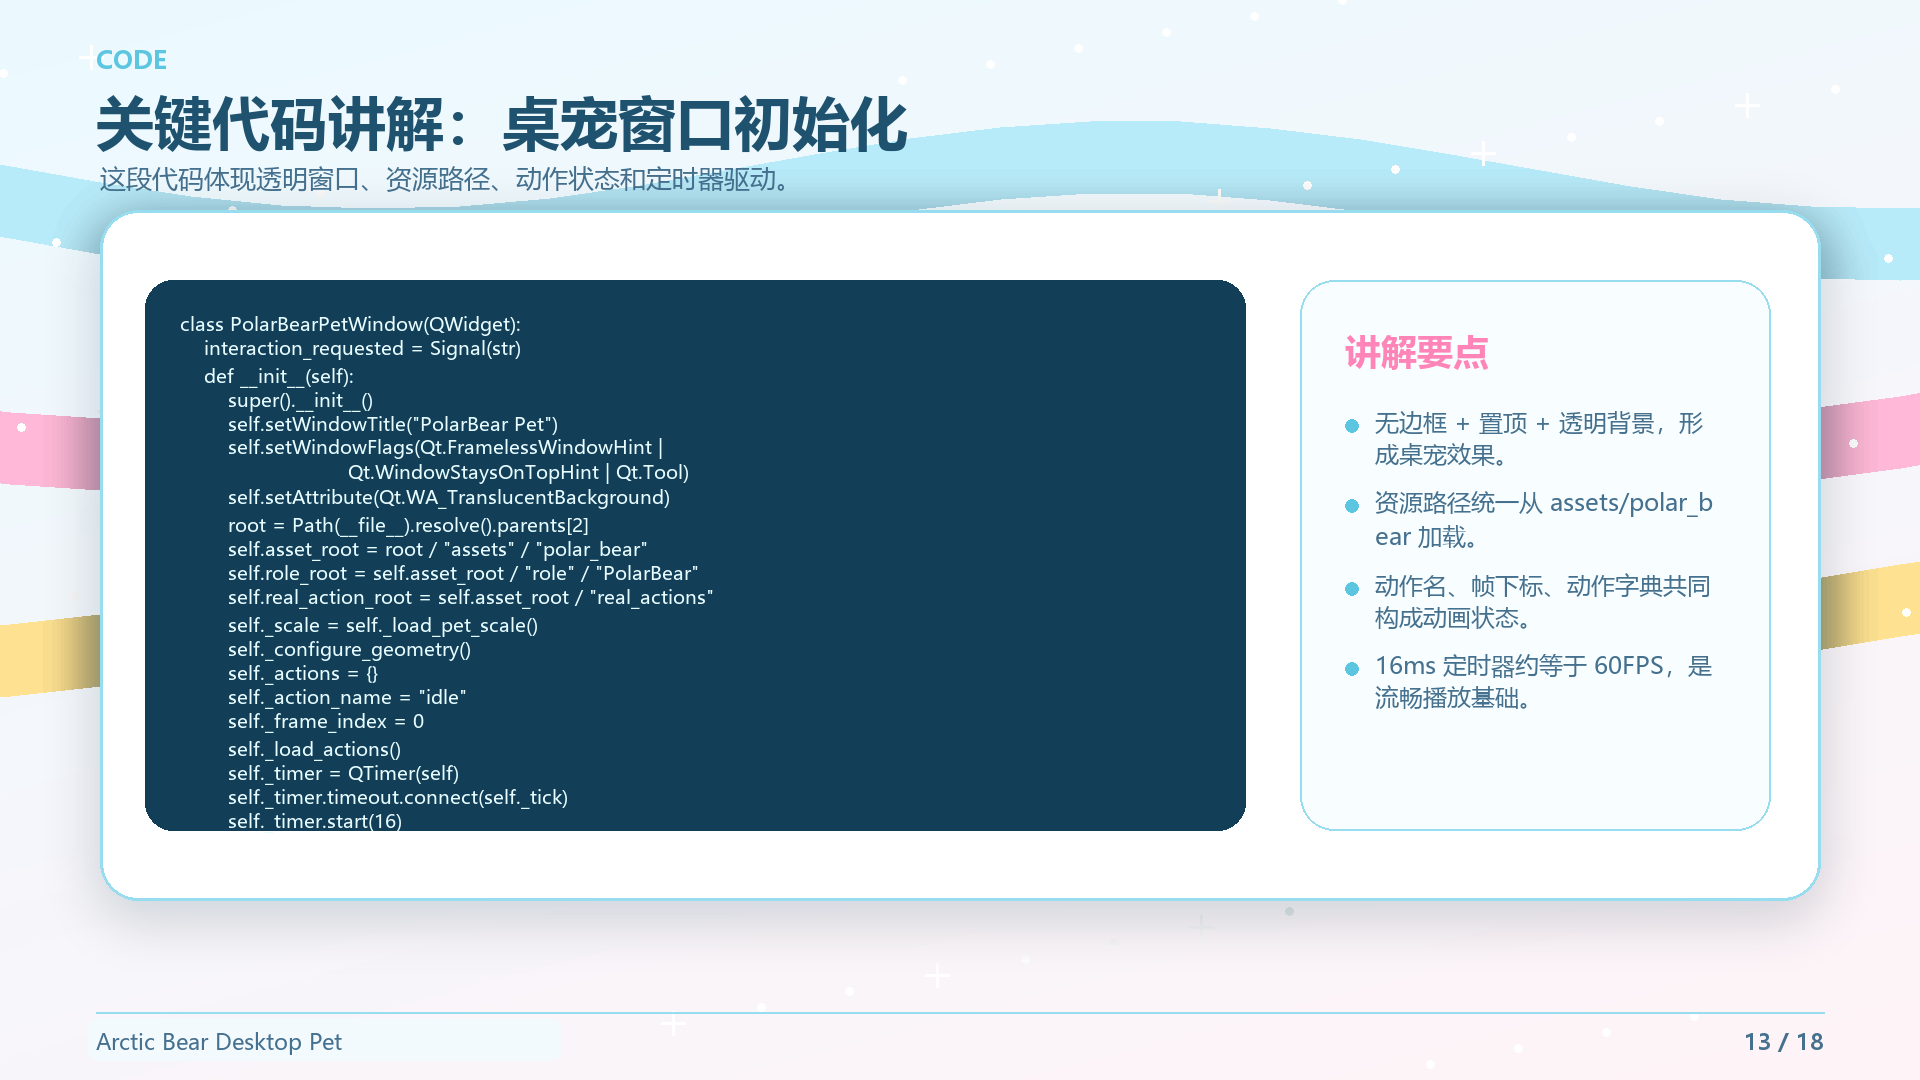 CODE
关键代码讲解：桌宠窗口初始化
这段代码体现透明窗口、资源路径、动作状态和定时器驱动。
class PolarBearPetWindow(QWidget):
    interaction_requested = Signal(str)
    def __init__(self):
        super().__init__()
        self.setWindowTitle("PolarBear Pet")
        self.setWindowFlags(Qt.FramelessWindowHint |
                            Qt.WindowStaysOnTopHint | Qt.Tool)
        self.setAttribute(Qt.WA_TranslucentBackground)
        root = Path(__file__).resolve().parents[2]
        self.asset_root = root / "assets" / "polar_bear"
        self.role_root = self.asset_root / "role" / "PolarBear"
        self.real_action_root = self.asset_root / "real_actions"
        self._scale = self._load_pet_scale()
        self._configure_geometry()
        self._actions = {}
        self._action_name = "idle"
        self._frame_index = 0
        self._load_actions()
        self._timer = QTimer(self)
        self._timer.timeout.connect(self._tick)
        self._timer.start(16)
讲解要点
无边框 + 置顶 + 透明背景，形
成桌宠效果。
资源路径统一从 assets/polar_b
ear 加载。
动作名、帧下标、动作字典共同
构成动画状态。
16ms 定时器约等于 60FPS，是
流畅播放基础。
Arctic Bear Desktop Pet
13 / 18